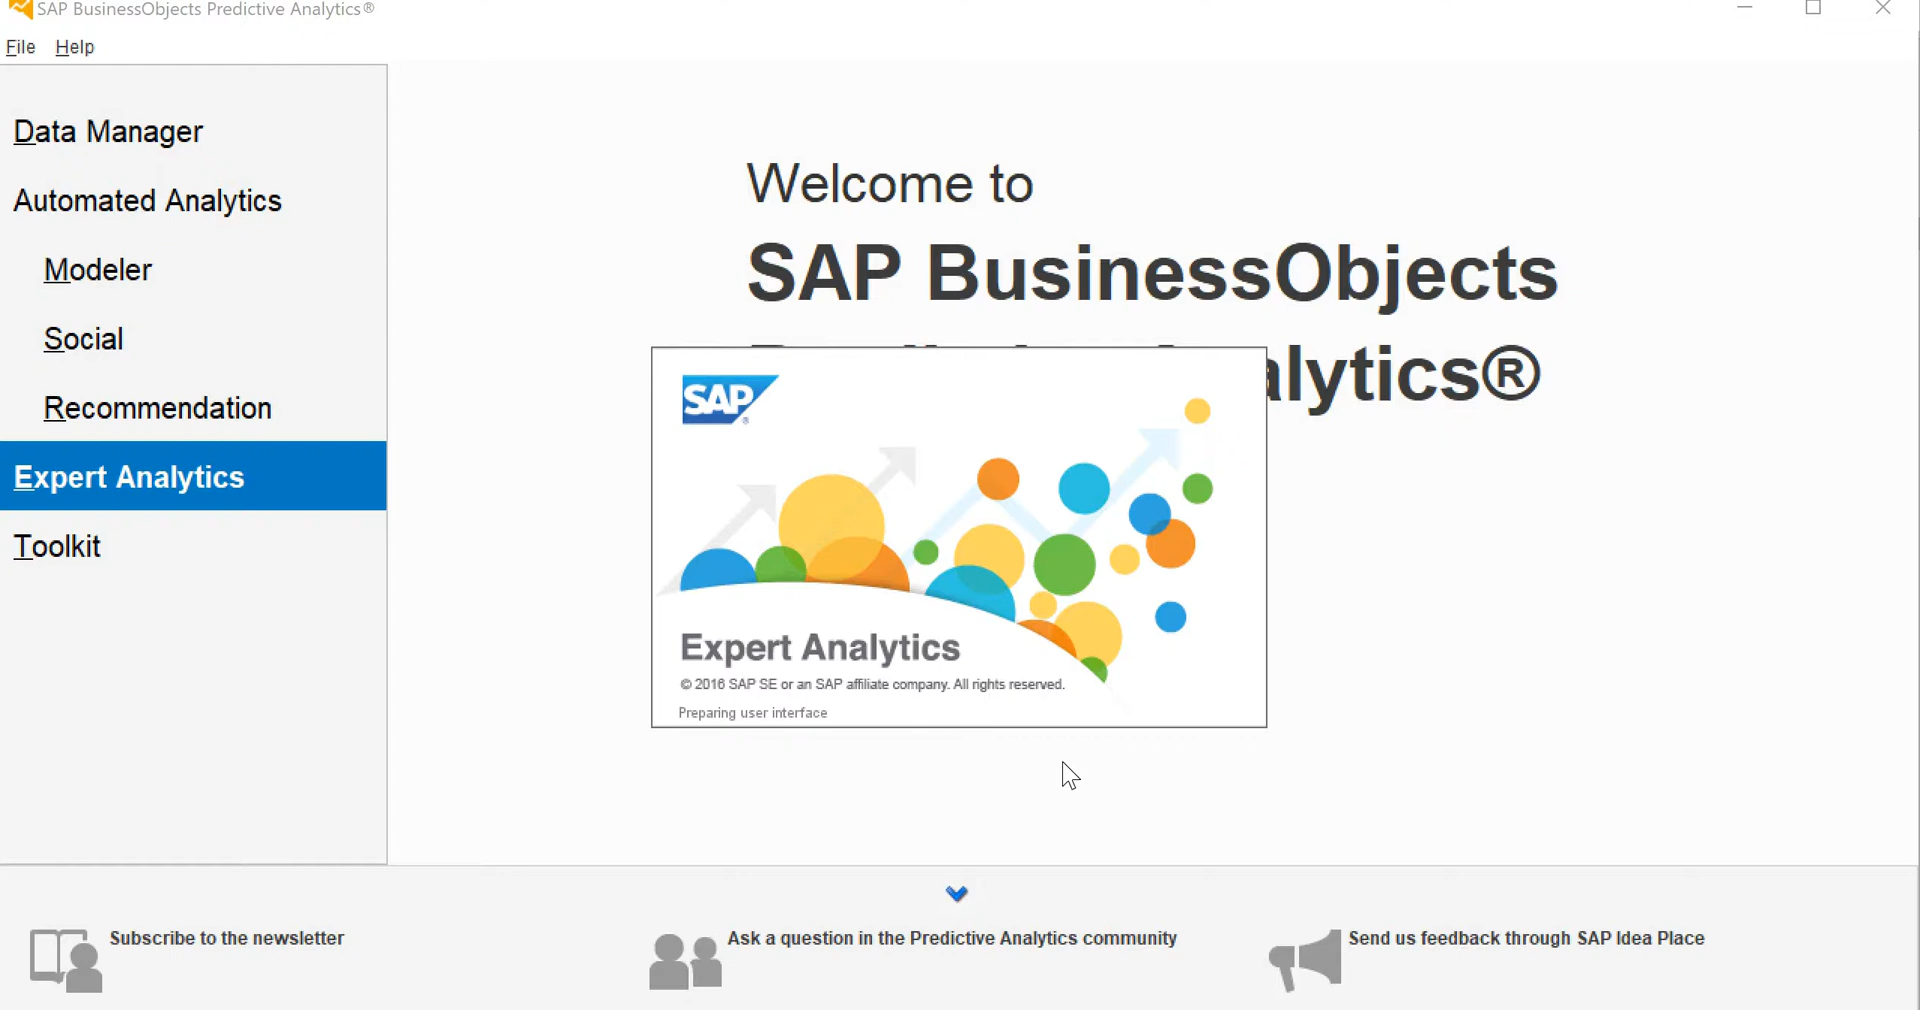 SAP BusinessObjects Predictive Analytics®
File Help
Data Manager
Automated Analytics
Modeler
Social
Recommendation
Expert Analytics
Toolkit
Welcome to
SAP BusinessObjects
alytics®
SAP®
Expert Analytics
© 2016 SAP SE or an SAP affiliate company. All rights reserved.
Preparing user interface
Subscribe to the newsletter
Ask a question in the Predictive Analytics community
Send us feedback through SAP Idea Place